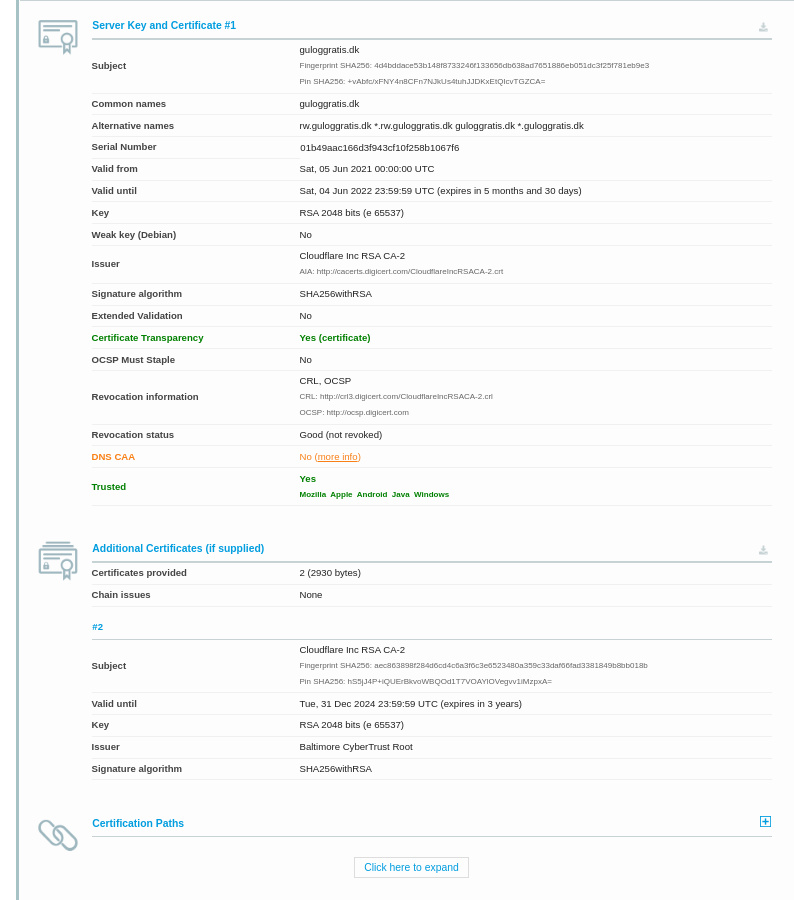 Server Key and Certificate #1
Subject
guloggratis.dk
Fingerprint SHA256: 4d4bddace53b148f8733246f133656db638ad7651886eb051dc3f25f781eb9e3
Pin SHA256: +vAbfc/xFNY4n8CFn7NJkUs4tuhJJDKxEtQIcvTGZCA=
Common names guloggratis.dk
Alternative names rw.guloggratis.dk *.rw.guloggratis.dk guloggratis.dk *.guloggratis.dk
Serial Number 01b49aac166d3f943cf10f258b1067f6
Valid from Sat, 05 Jun 2021 00:00:00 UTC
Valid until Sat, 04 Jun 2022 23:59:59 UTC (expires in 5 months and 30 days)
Key RSA 2048 bits (e 65537)
Weak key (Debian) No
Issuer
Cloudflare Inc RSA CA-2
AIA: http://cacerts.digicert.com/CloudflareIncRSACA-2.crt
Signature algorithm SHA256withRSA
Extended Validation No
Certificate Transparency Yes (certificate)
OCSP Must Staple No
Revocation information
CRL, OCSP
CRL: http://crl3.digicert.com/CloudflareIncRSACA-2.crl
OCSP: http://ocsp.digicert.com
Revocation status Good (not revoked)
DNS CAA No (more info)
Trusted
Yes
Mozilla Apple Android Java Windows
Additional Certificates (if supplied)
Certificates provided 2 (2930 bytes)
Chain issues None
#2
Subject
Cloudflare Inc RSA CA-2
Fingerprint SHA256: aec863898f284d6cd4c6a3f6c3e6523480a359c33daf66fad3381849b8bb018b
Pin SHA256: hS5jJ4P+iQUErBkvoWBQOd1T7VOAYlOVegvv1iMzpxA=
Valid until Tue, 31 Dec 2024 23:59:59 UTC (expires in 3 years)
Key RSA 2048 bits (e 65537)
Issuer Baltimore CyberTrust Root
Signature algorithm SHA256withRSA
Certification Paths
Click here to expand